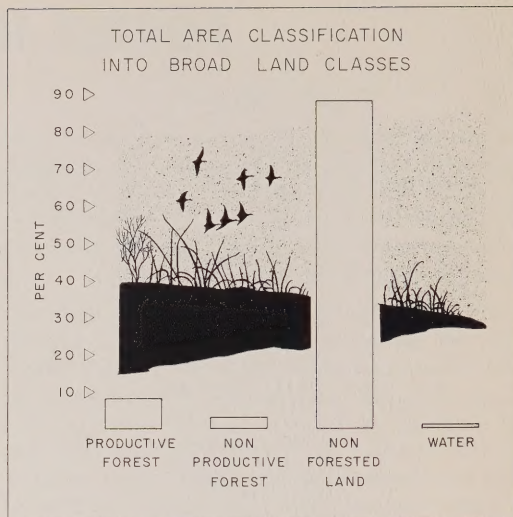 TOTAL AREA CLASSIFICATION
INTO BROAD LAND CLASSES
PER CENT
90
80
70
60
50
40
30
20
10
PRODUCTIVE
FOREST
NON
PRODUCTIVE
FOREST
NON
FORESTED
LAND
WATER